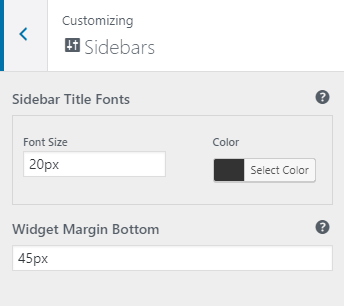 Customizing
Sidebars
Sidebar Title Fonts
Font Size
Color
20px
Select Color
Widget Margin Bottom
45px